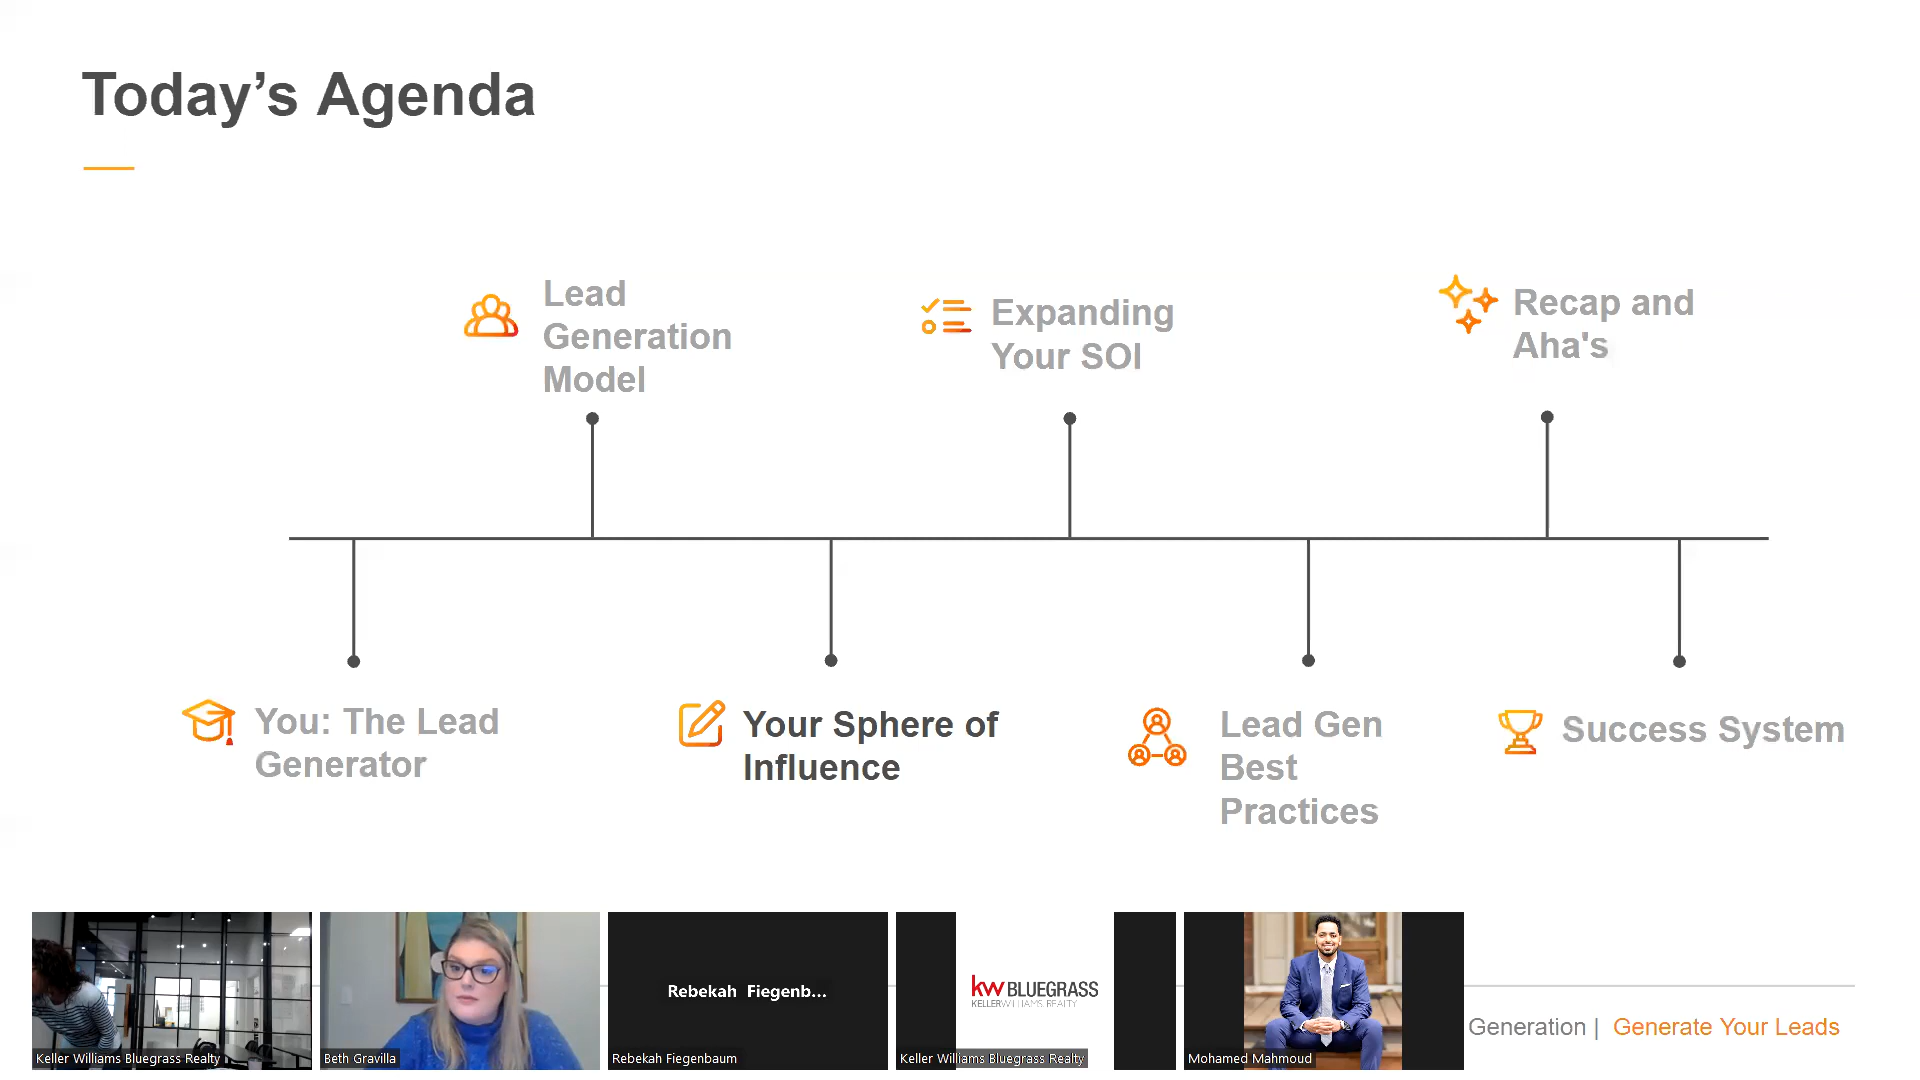 Today’s Agenda
Lead
Generation
Model
Expanding
Your SOI
Recap and
Aha's
You: The Lead
Generator
Your Sphere of
Influence
Lead Gen
Best
Practices
Success System
Rebekah Fiegenb...
kw BLUEGRASS
KELLERWILLIAMS REALTY
Generation | Generate Your Leads
Keller Williams Bluegrass Realty
Beth Gravilla
Rebekah Fiegenbaum
Keller Williams Bluegrass Realty
Mohamed Mahmoud